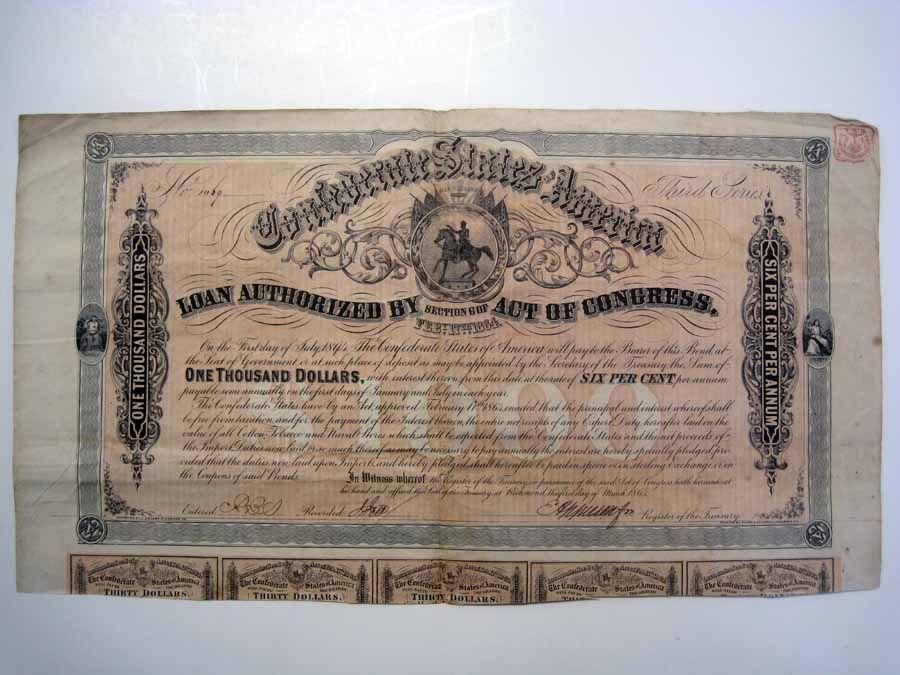 No. 1989
Third Series
Confederate States of America
LOAN AUTHORIZED BY SECTION 6 OF ACT OF CONGRESS,
FEB. 17TH 1864.
ONE THOUSAND DOLLARS
SIX PER CENT PER ANNUM
On the First day of July, The Confederate States of America will pay to the Bearer of this Bond at
the Seat of Government or at such place of deposit as may be appointed by the Secretary of the Treasury, the Sum of
ONE THOUSAND DOLLARS, with interest thereon from this date, at the rate of SIX PER CENT, per annum
payable semi annually on the first days of January and July in each year.
The Confederate States have by an Act, approved February 17th enacted that the principal and interest whereof shall
be free from taxation, and for the payment of the Interest thereon, the entire net receipts of any Export Duty, hereafter laid on the
value of all Cotton, Tobacco and Naval Stores which shall be exported from the Confederate States and the net proceeds of
the Import Duties now laid or so much thereof as may be necessary to pay annually the interest are hereby specially pledged pro-
vided that the duties now laid upon Imports, and hereby pledged, shall hereafter be paid in specie or in sterling Exchange, or in
the Coupons of said Bonds.
In Witness whereof the Register of the Treasury, in pursuance of the said Act of Congress hath hereunto set
his hand and affixed the Seal of the Treasury, at Richmond, the first day of March
Entered
Recorded
Register of the Treasury
The Confederate States of America
THIRTY DOLLARS
The Confederate States of America
THIRTY DOLLARS.
The Confederate States of America
THIRTY DOLLARS.
The Confederate States of America
The Confederate States of America